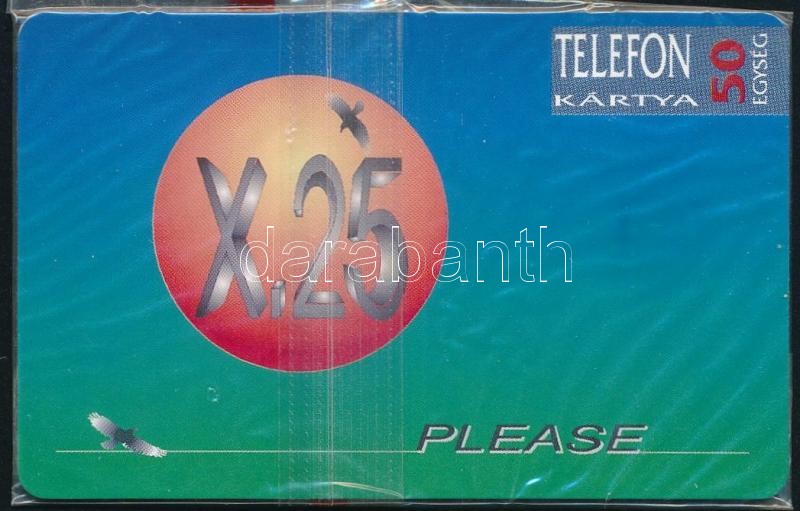 TELEFON
KÁRTYA
50
EGYSÉG
X.25
darabanth
PLEASE